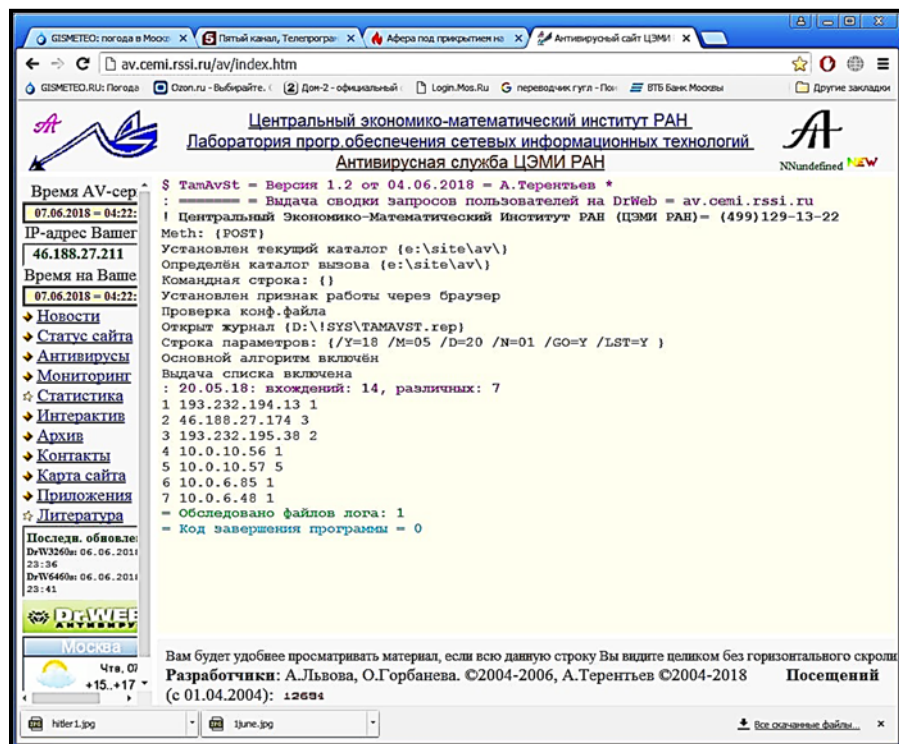 GISMETEO: погода в Моск
Пятый канал, Телепрогра
Афера под прикрытием на
Антивирусный сайт ЦЭМИ
av.cemi.rssi.ru/av/index.htm
GISMETEO.RU: Погода
Ozon.ru - Выбирайте.
Дом-2 - официальный
Login.Mos.Ru
переводчик гугл - Пои
ВТБ Банк Москвы
Другие закладки
Центральный экономико-математический институт РАН
Лаборатория прогр.обеспечения сетевых информационных технологий
Антивирусная служба ЦЭМИ РАН
NNundefined NEW
Время AV-сер
07.06.2018 = 04:22:
IP-адрес Вашег
46.188.27.211
Время на Ваше
07.06.2018 = 04:22:
Новости
Статус сайта
Антивирусы
Мониторинг
Статистика
Интерактив
Архив
Контакты
Карта сайта
Приложения
Литература
Последн. обновле
DrW3260в: 06.06.201
23:36
DrW6460в: 06.06.201
23:41
Dr.WEB
АНТИВИРУ
Москва
Чтв, 07
+15..+17
$ TamAvSt = Версия 1.2 от 04.06.2018 = А.Терентьев *
: ======= = Выдача сводки запросов пользователей на DrWeb = av.cemi.rssi.ru
! Центральный Экономико-Математический Институт РАН (ЦЭМИ РАН)= (499)129-13-22
Meth: {POST}
Установлен текущий каталог {e:\site\av\}
Определён каталог вызова {e:\site\av\}
Командная строка: {}
Установлен признак работы через браузер
Проверка конф.файла
Открыт журнал {D:\!SYS\TAMAVST.rep}
Строка параметров: {/Y=18 /M=05 /D=20 /N=01 /GO=Y /LST=Y }
Основной алгоритм включён
Выдача списка включена
: 20.05.18: вхождений: 14, различных: 7
1 193.232.194.13 1
2 46.188.27.174 3
3 193.232.195.38 2
4 10.0.10.56 1
5 10.0.10.57 5
6 10.0.6.85 1
7 10.0.6.48 1
= Обследовано файлов лога: 1
= Код завершения программы = 0
Вам будет удобнее просматривать материал, если всю данную строку Вы видите целиком без горизонтального скроли
Разработчики: А.Львова, О.Горбанева. ©2004-2006, А.Терентьев ©2004-2018 Посещений
(с 01.04.2004): 12694
hitler1.jpg
1june.jpg
Все скачанные файлы...